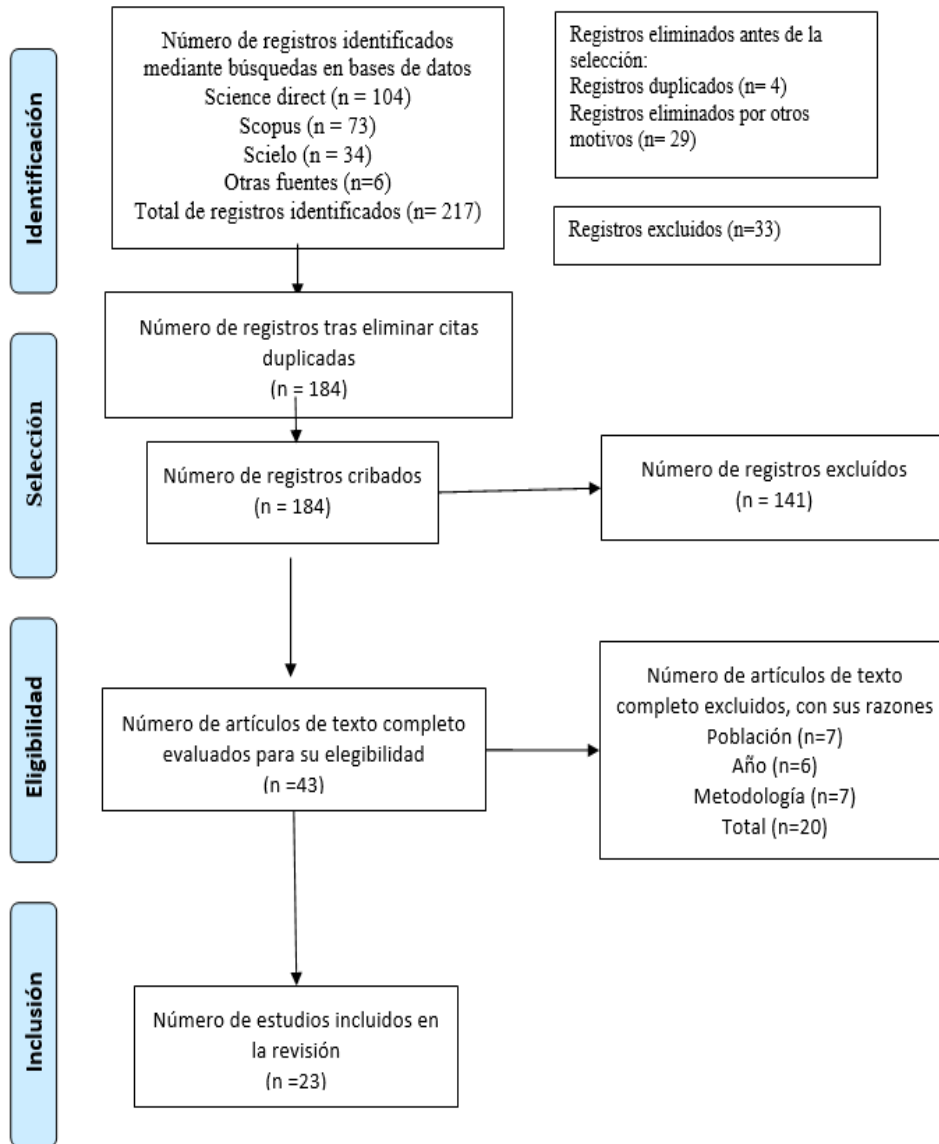 Identificación
Número de registros identificados
mediante búsquedas en bases de datos
Science direct (n = 104)
Scopus (n = 73)
Scielo (n = 34)
Otras fuentes (n=6)
Total de registros identificados (n= 217)
Registros eliminados antes de la
selección:
Registros duplicados (n= 4)
Registros eliminados por otros
motivos (n= 29)
Registros excluidos (n=33)
Selección
Número de registros tras eliminar citas
duplicadas
(n = 184)
Número de registros cribados
(n = 184)
Número de registros excluídos
(n = 141)
Eligibilidad
Número de artículos de texto completo
evaluados para su elegibilidad
(n =43)
Número de artículos de texto
completo excluidos, con sus razones
Población (n=7)
Año (n=6)
Metodología (n=7)
Total (n=20)
Inclusión
Número de estudios incluidos en
la revisión
(n =23)